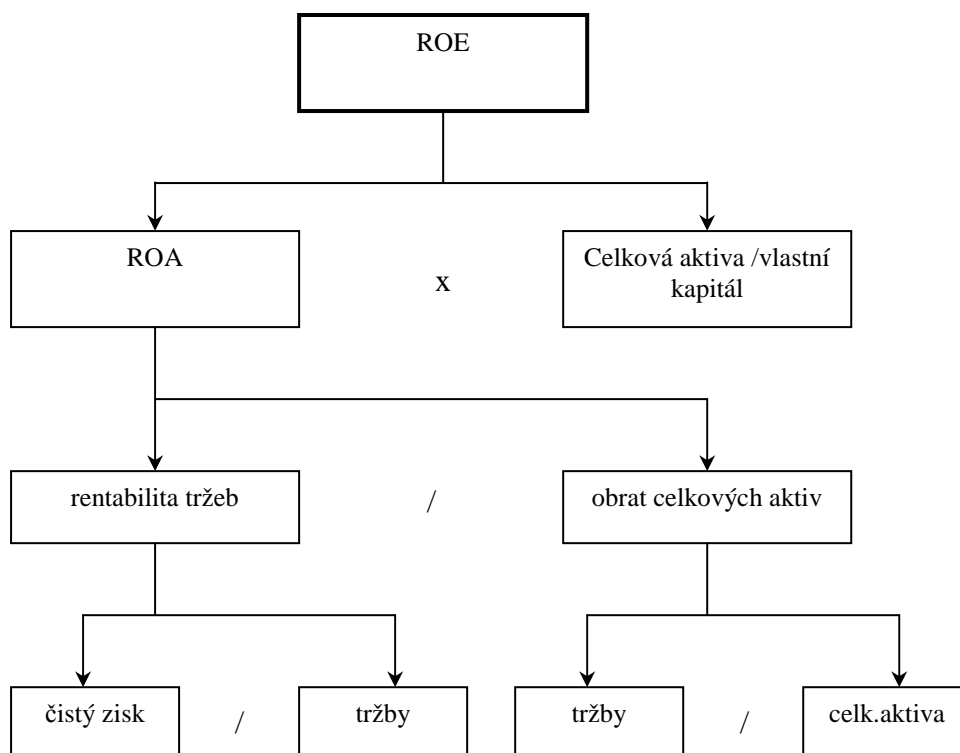 ROE
ROA
x
Celková aktiva /vlastní
kapitál
rentabilita tržeb
/
obrat celkových aktiv
čistý zisk
/
tržby
tržby
/
celk.aktiva